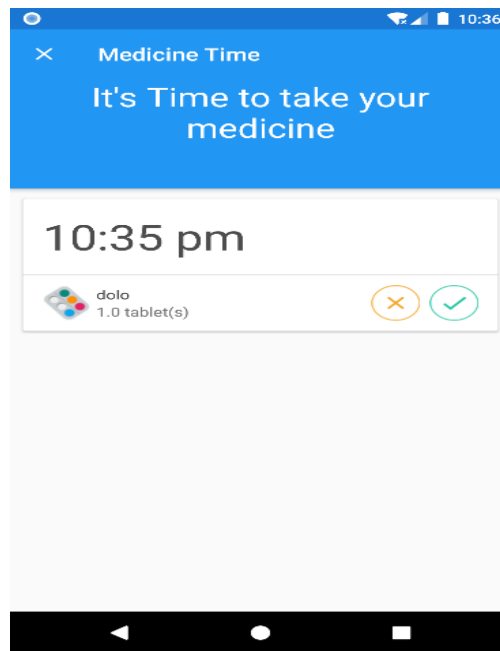 10:36
Medicine Time
It's Time to take your
medicine
10:35 pm
dolo
1.0 tablet(s)